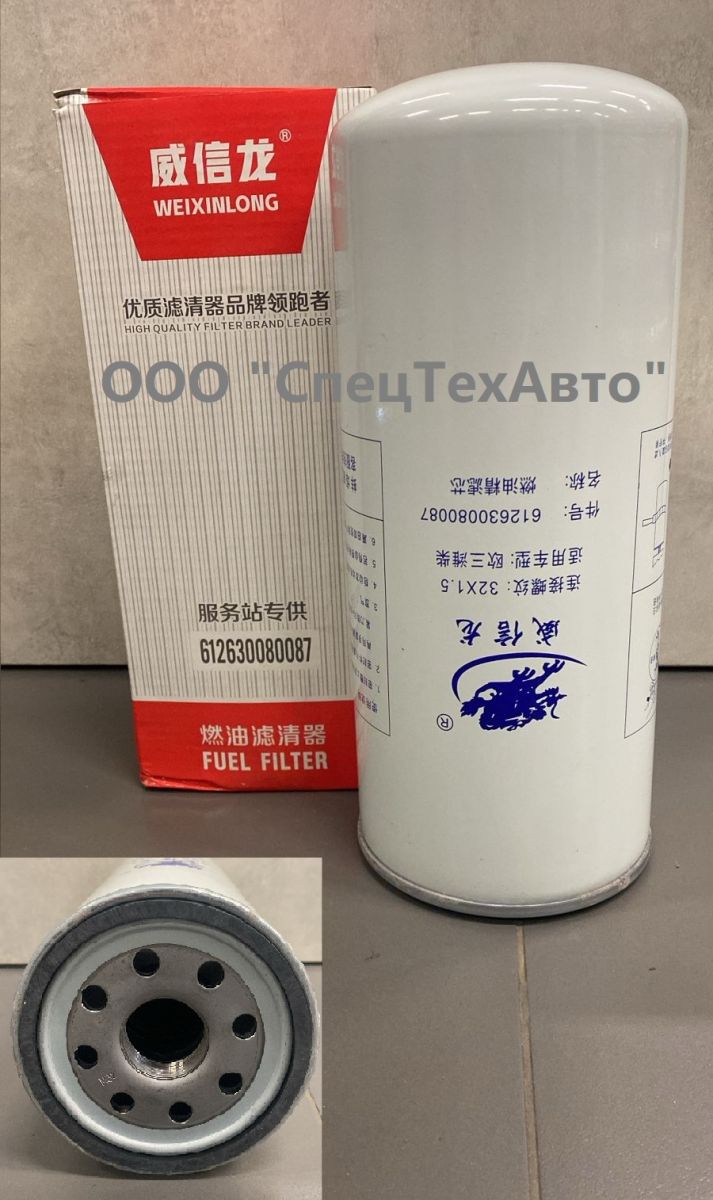 威信龙®
WEIXINLONG
优质滤清器品牌领跑者
HIGH QUALITY FILTER BRAND LEADER
ООО "СпецТехАвто"
服务站专供
612630080087
燃油滤清器
FUEL FILTER
名称: 燃油精滤芯
件号: 612630080087
适用车型: 欧三潍柴
连接螺纹: 32X1.5
威信龙
®